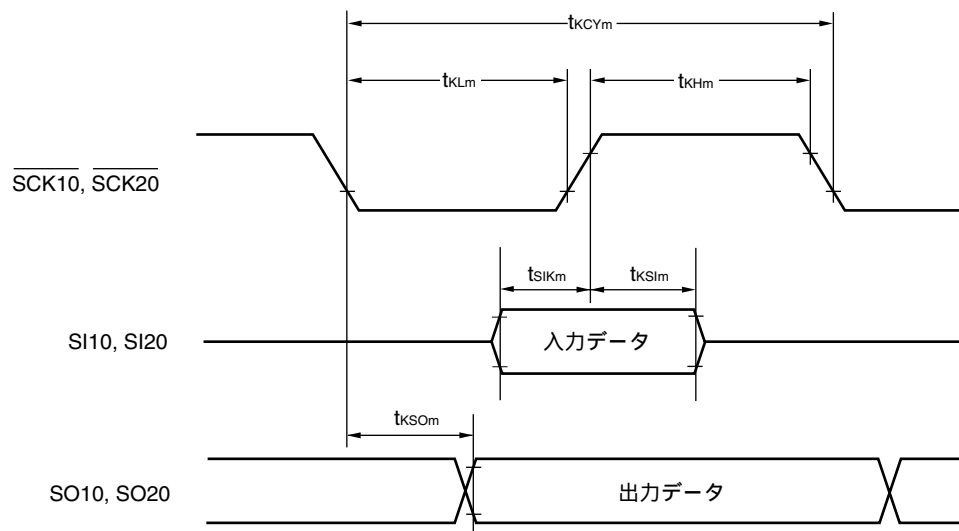 tKCYm
tKLm
tKHm
SCK10, SCK20
tSIKm
tKSIm
SI10, SI20
入力データ
tKSOm
SO10, SO20
出力データ